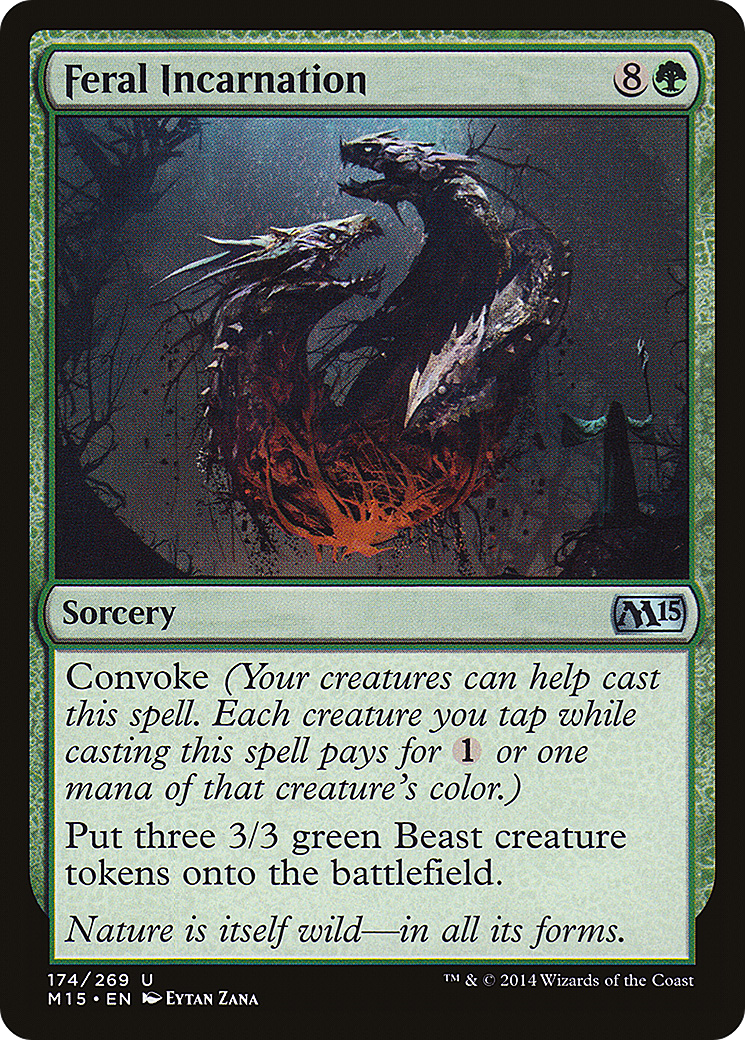 Feral Incarnation 8
Sorcery M15
Convoke (Your creatures can help cast
this spell. Each creature you tap while
casting this spell pays for 1 or one
mana of that creature's color.)
Put three 3/3 green Beast creature
tokens onto the battlefield.
Nature is itself wild—in all its forms.
174/269 U ™ & © 2014 Wizards of the Coast
M15 • EN Eytan Zana